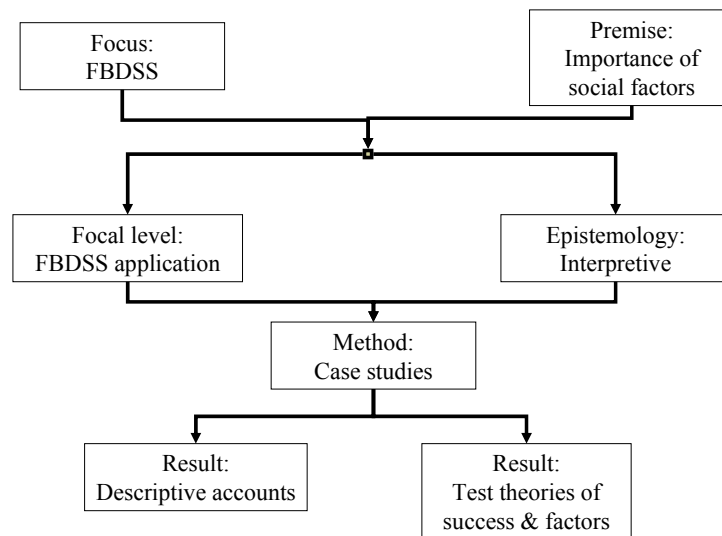 Focus:
FBDSS
Premise:
Importance of
social factors
Focal level:
FBDSS application
Epistemology:
Interpretive
Method:
Case studies
Result:
Descriptive accounts
Result:
Test theories of
success & factors